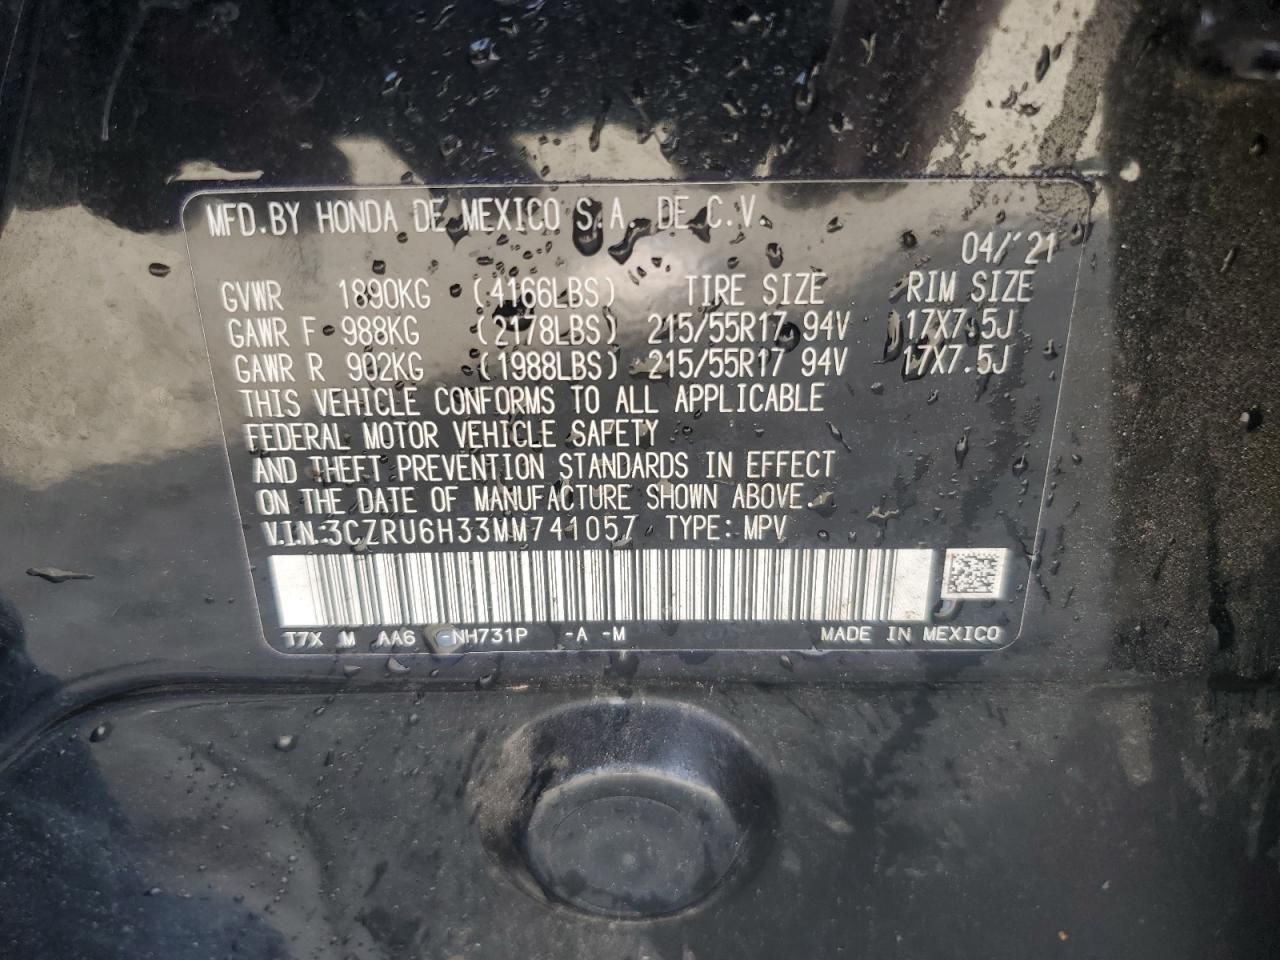 MFD.BY HONDA DE MEXICO S.A. DE C.V.
04/'21
GVWR 1890KG (4166LBS) TIRE SIZE RIM SIZE
GAWR F 988KG (2178LBS) 215/55R17 94V 17X7.5J
GAWR R 902KG (1988LBS) 215/55R17 94V 17X7.5J
THIS VEHICLE CONFORMS TO ALL APPLICABLE
FEDERAL MOTOR VEHICLE SAFETY
AND THEFT PREVENTION STANDARDS IN EFFECT
ON THE DATE OF MANUFACTURE SHOWN ABOVE.
V.I.N.:3CZRU6H33MM741057 TYPE: MPV
T7X M AA6 -NH731P -A -M MADE IN MEXICO